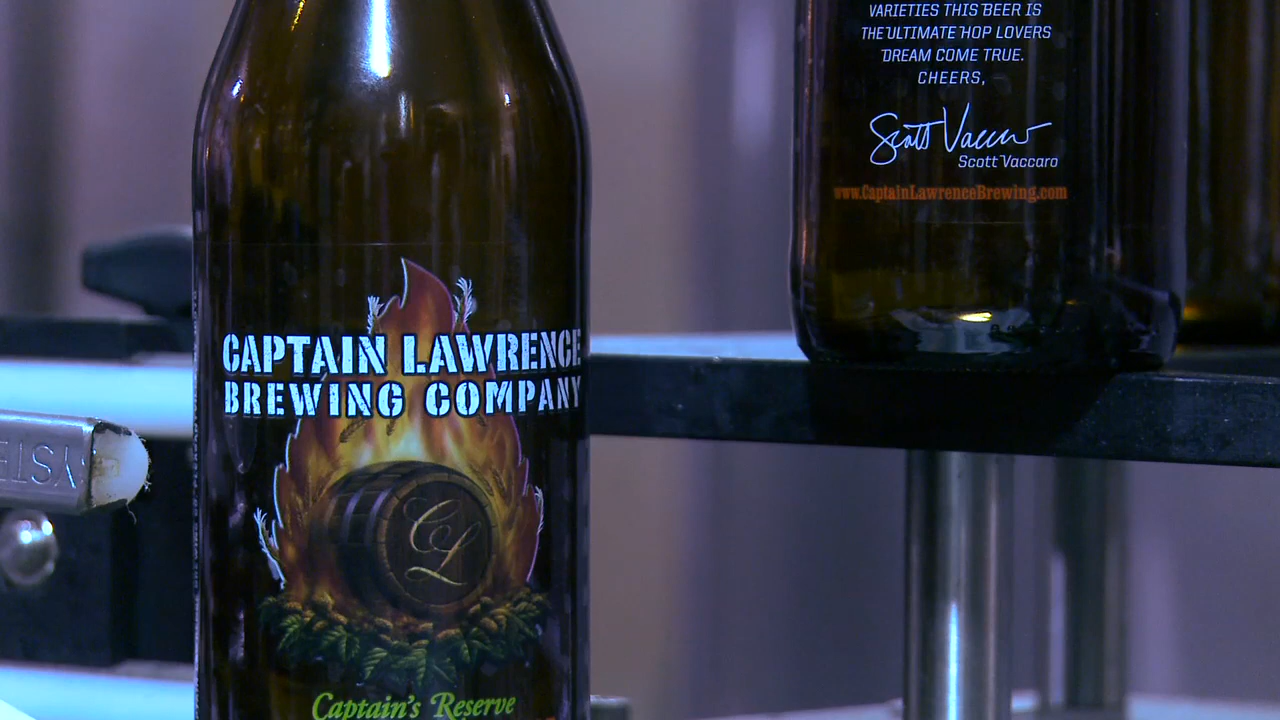 CAPTAIN LAWRENCE
BREWING COMPANY
CL
Captain's Reserve
VARIETIES THIS BEER IS
THE ULTIMATE HOP LOVERS
DREAM COME TRUE.
CHEERS,
Scott Vaccaro
Scott Vaccaro
www.CaptainLawrenceBrewing.com
YSTE